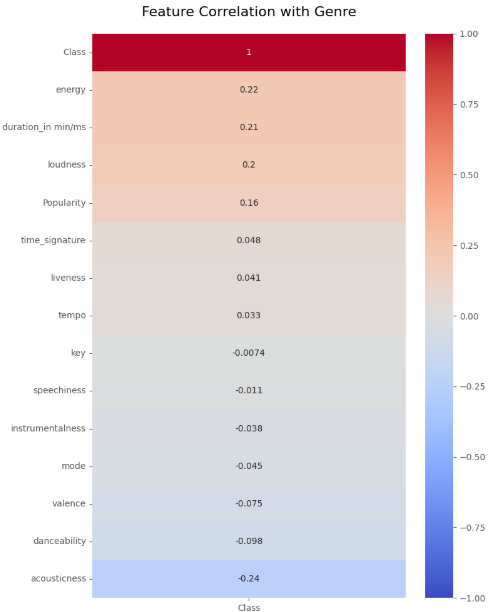 Feature Correlation with Genre
Class 1
energy 0.22
duration_in min/ms 0.21
loudness 0.2
Popularity 0.16
time_signature 0.048
liveness 0.041
tempo 0.033
key -0.0074
speechiness -0.011
instrumentalness -0.038
mode -0.045
valence -0.075
danceability -0.098
acousticness -0.24
Class
1.00
0.75
0.50
0.25
0.00
−0.25
−0.50
−0.75
−1.00